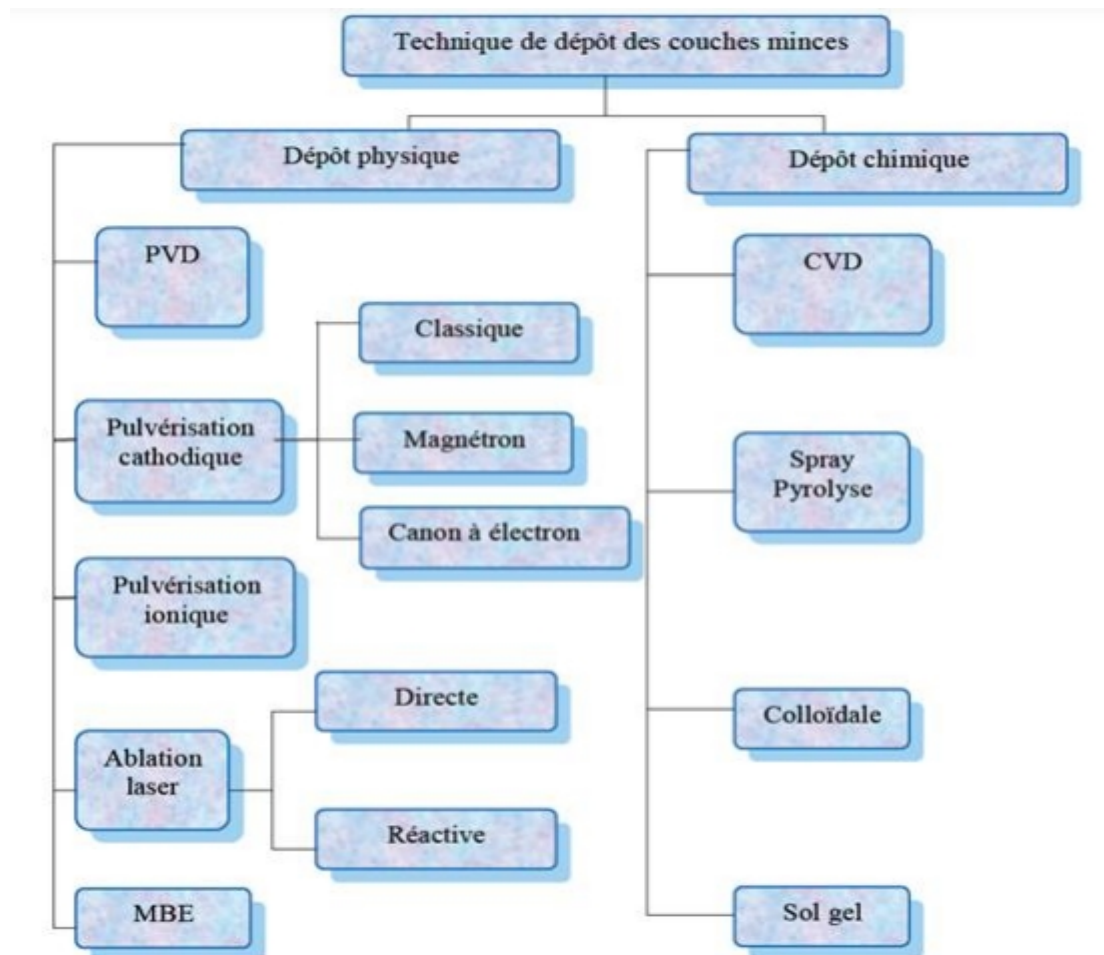 Technique de dépôt des couches minces
Dépôt physique
Dépôt chimique
PVD
CVD
Classique
Pulvérisation
cathodique
Magnétron
Spray
Pyrolyse
Canon à électron
Pulvérisation
ionique
Directe
Colloïdale
Ablation
laser
Réactive
MBE
Sol gel